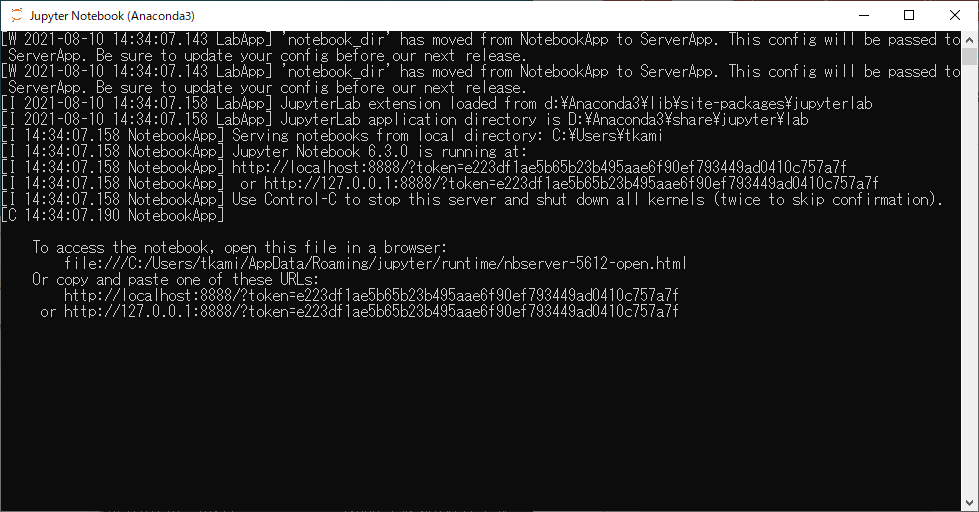 Jupyter Notebook (Anaconda3)
[W 2021-08-10 14:34:07.143 LabApp] 'notebook_dir' has moved from NotebookApp to ServerApp. This config will be passed to
ServerApp. Be sure to update your config before our next release.
[W 2021-08-10 14:34:07.143 LabApp] 'notebook_dir' has moved from NotebookApp to ServerApp. This config will be passed to
ServerApp. Be sure to update your config before our next release.
[I 2021-08-10 14:34:07.158 LabApp] JupyterLab extension loaded from d:¥Anaconda3¥lib¥site-packages¥jupyterlab
[I 2021-08-10 14:34:07.158 LabApp] JupyterLab application directory is D:¥Anaconda3¥share¥jupyter¥lab
[I 14:34:07.158 NotebookApp] Serving notebooks from local directory: C:¥Users¥tkami
[I 14:34:07.158 NotebookApp] Jupyter Notebook 6.3.0 is running at:
[I 14:34:07.158 NotebookApp] http://localhost:8888/?token=e223df1ae5b65b23b495aae6f90ef793449ad0410c757a7f
[I 14:34:07.158 NotebookApp]  or http://127.0.0.1:8888/?token=e223df1ae5b65b23b495aae6f90ef793449ad0410c757a7f
[I 14:34:07.158 NotebookApp] Use Control-C to stop this server and shut down all kernels (twice to skip confirmation).
[C 14:34:07.190 NotebookApp]
To access the notebook, open this file in a browser:
file:///C:/Users/tkami/AppData/Roaming/jupyter/runtime/nbserver-5612-open.html
Or copy and paste one of these URLs:
http://localhost:8888/?token=e223df1ae5b65b23b495aae6f90ef793449ad0410c757a7f
or http://127.0.0.1:8888/?token=e223df1ae5b65b23b495aae6f90ef793449ad0410c757a7f